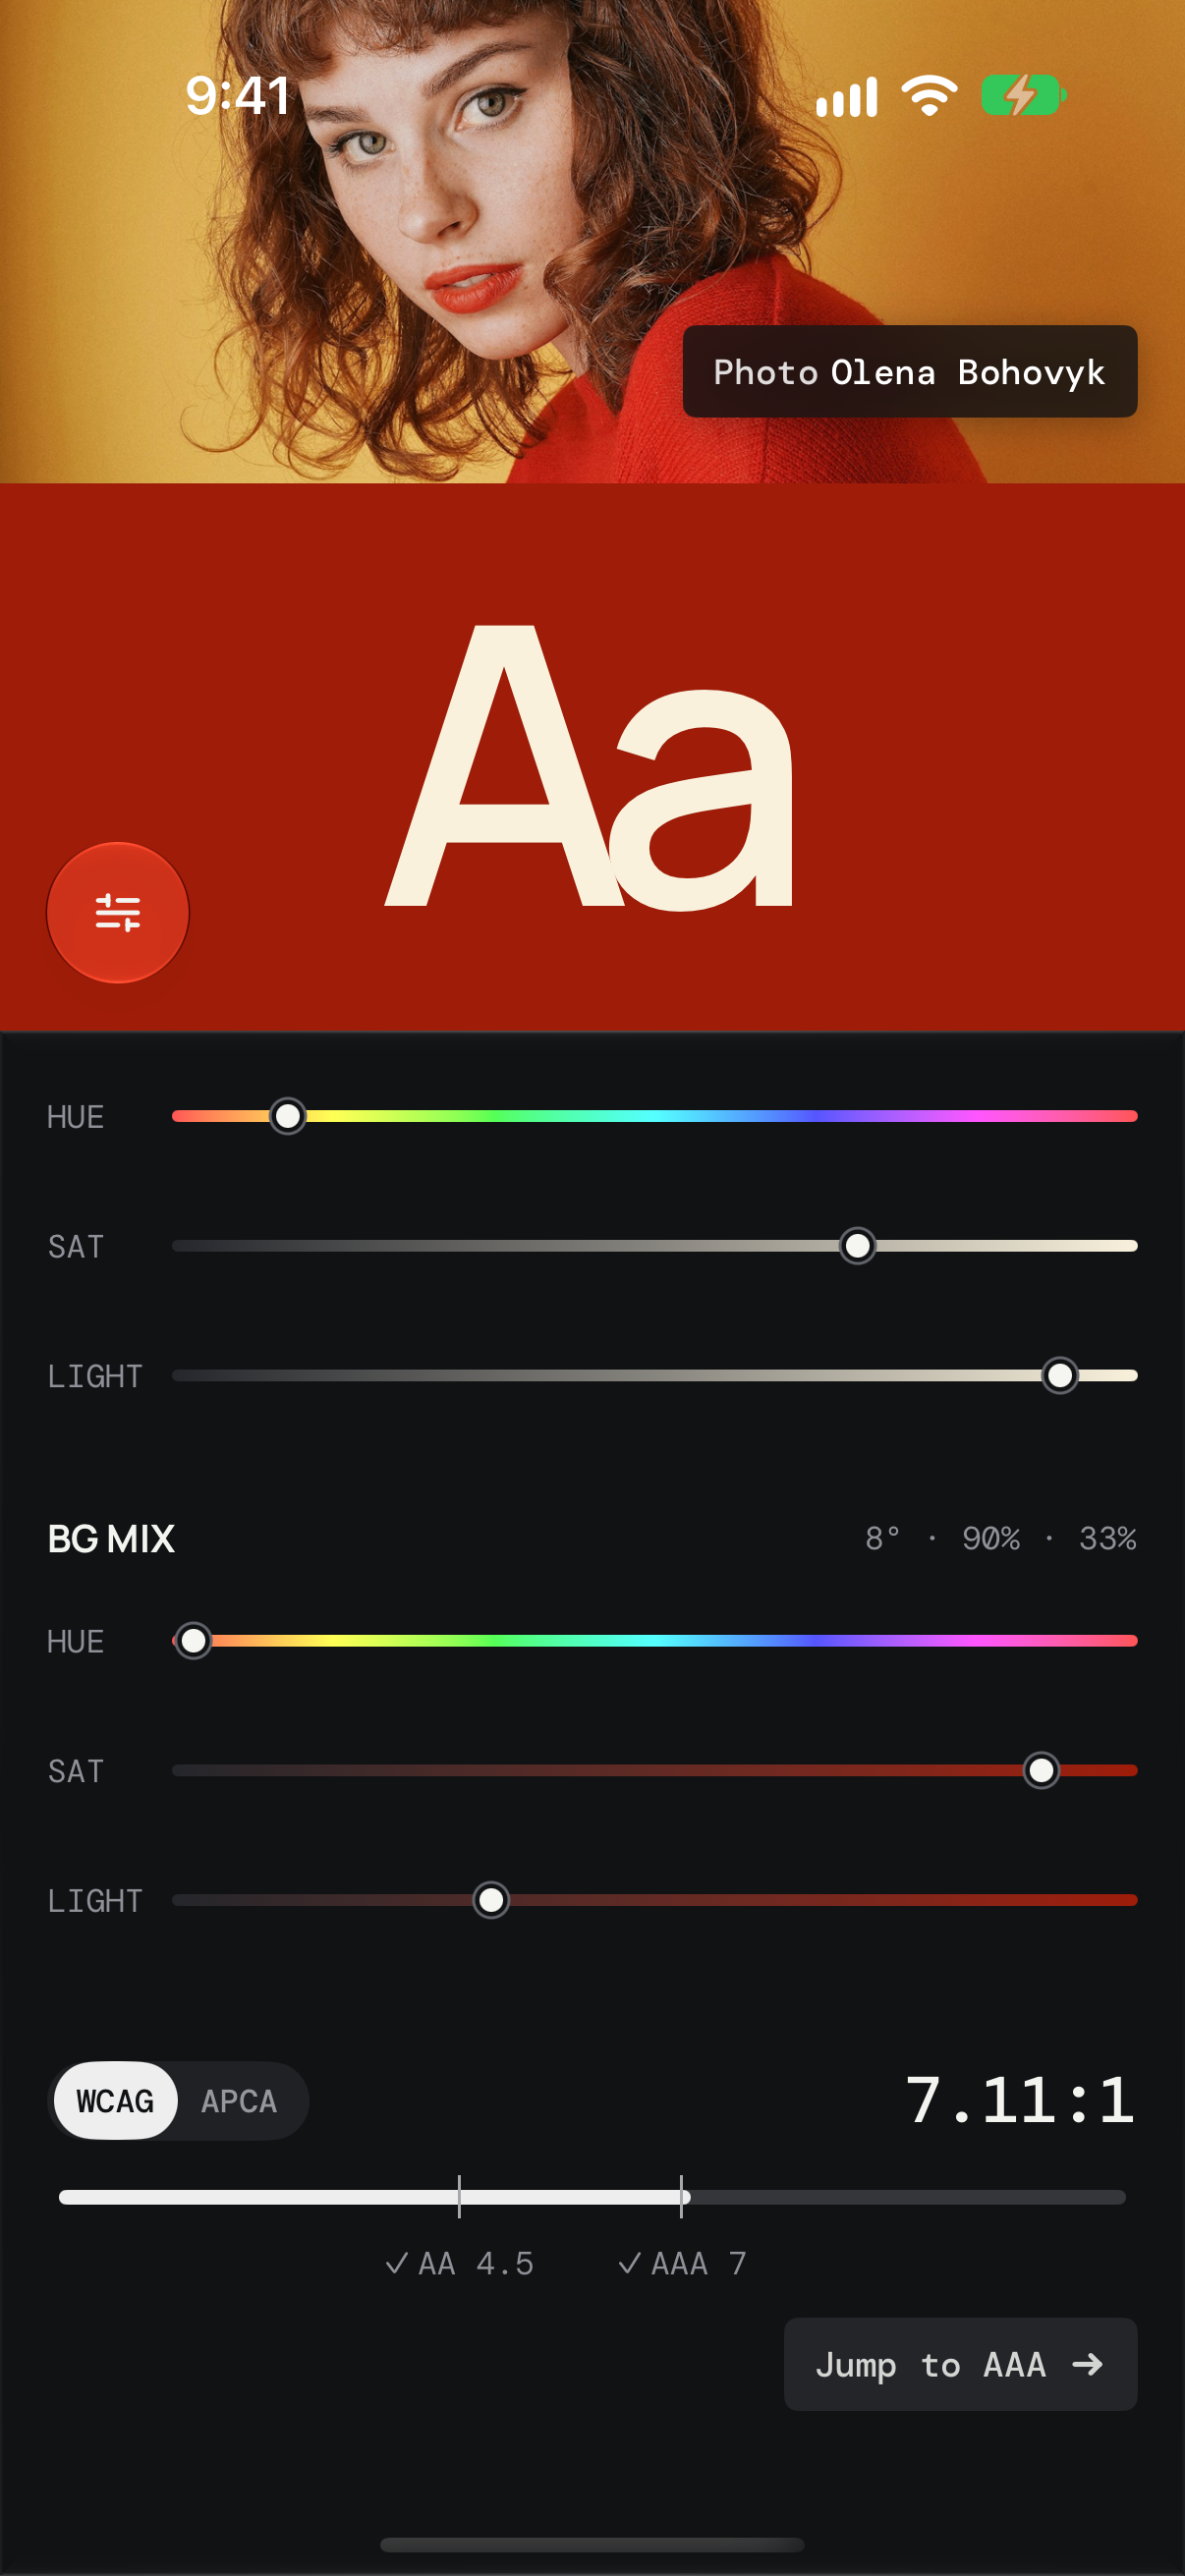 9:41
Photo Olena Bohovyk
Aa
HUE
SAT
LIGHT
BG MIX 8° · 90% · 33%
HUE
SAT
LIGHT
WCAG APCA 7.11:1
✓ AA 4.5 ✓ AAA 7
Jump to AAA →